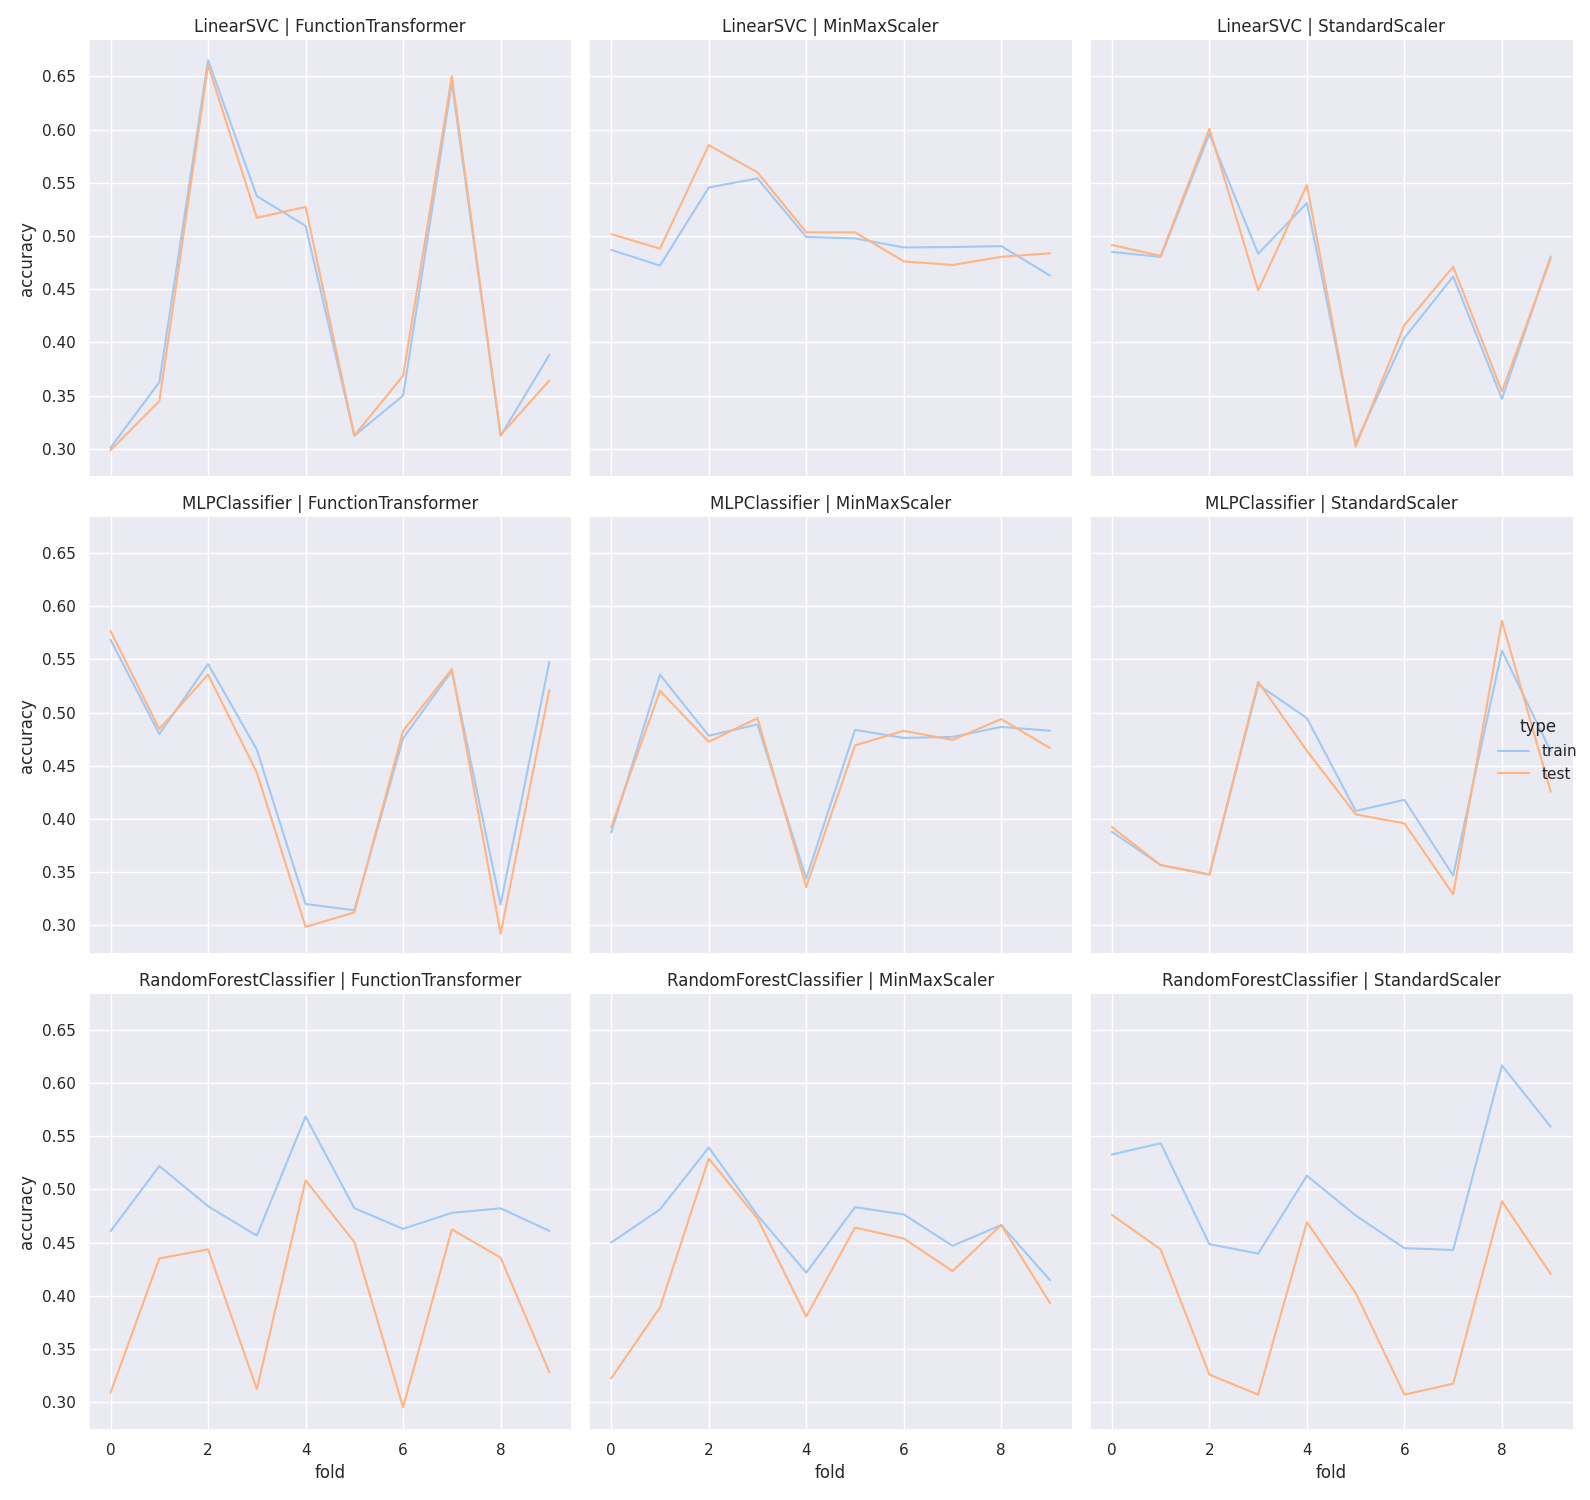 LinearSVC | FunctionTransformer
LinearSVC | MinMaxScaler
LinearSVC | StandardScaler
accuracy
0.65
0.60
0.55
0.50
0.45
0.40
0.35
0.30
MLPClassifier | FunctionTransformer
MLPClassifier | MinMaxScaler
MLPClassifier | StandardScaler
accuracy
0.65
0.60
0.55
0.50
0.45
0.40
0.35
0.30
type
train
test
RandomForestClassifier | FunctionTransformer
RandomForestClassifier | MinMaxScaler
RandomForestClassifier | StandardScaler
accuracy
0.65
0.60
0.55
0.50
0.45
0.40
0.35
0.30
0 2 4 6 8
0 2 4 6 8
0 2 4 6 8
fold
fold
fold